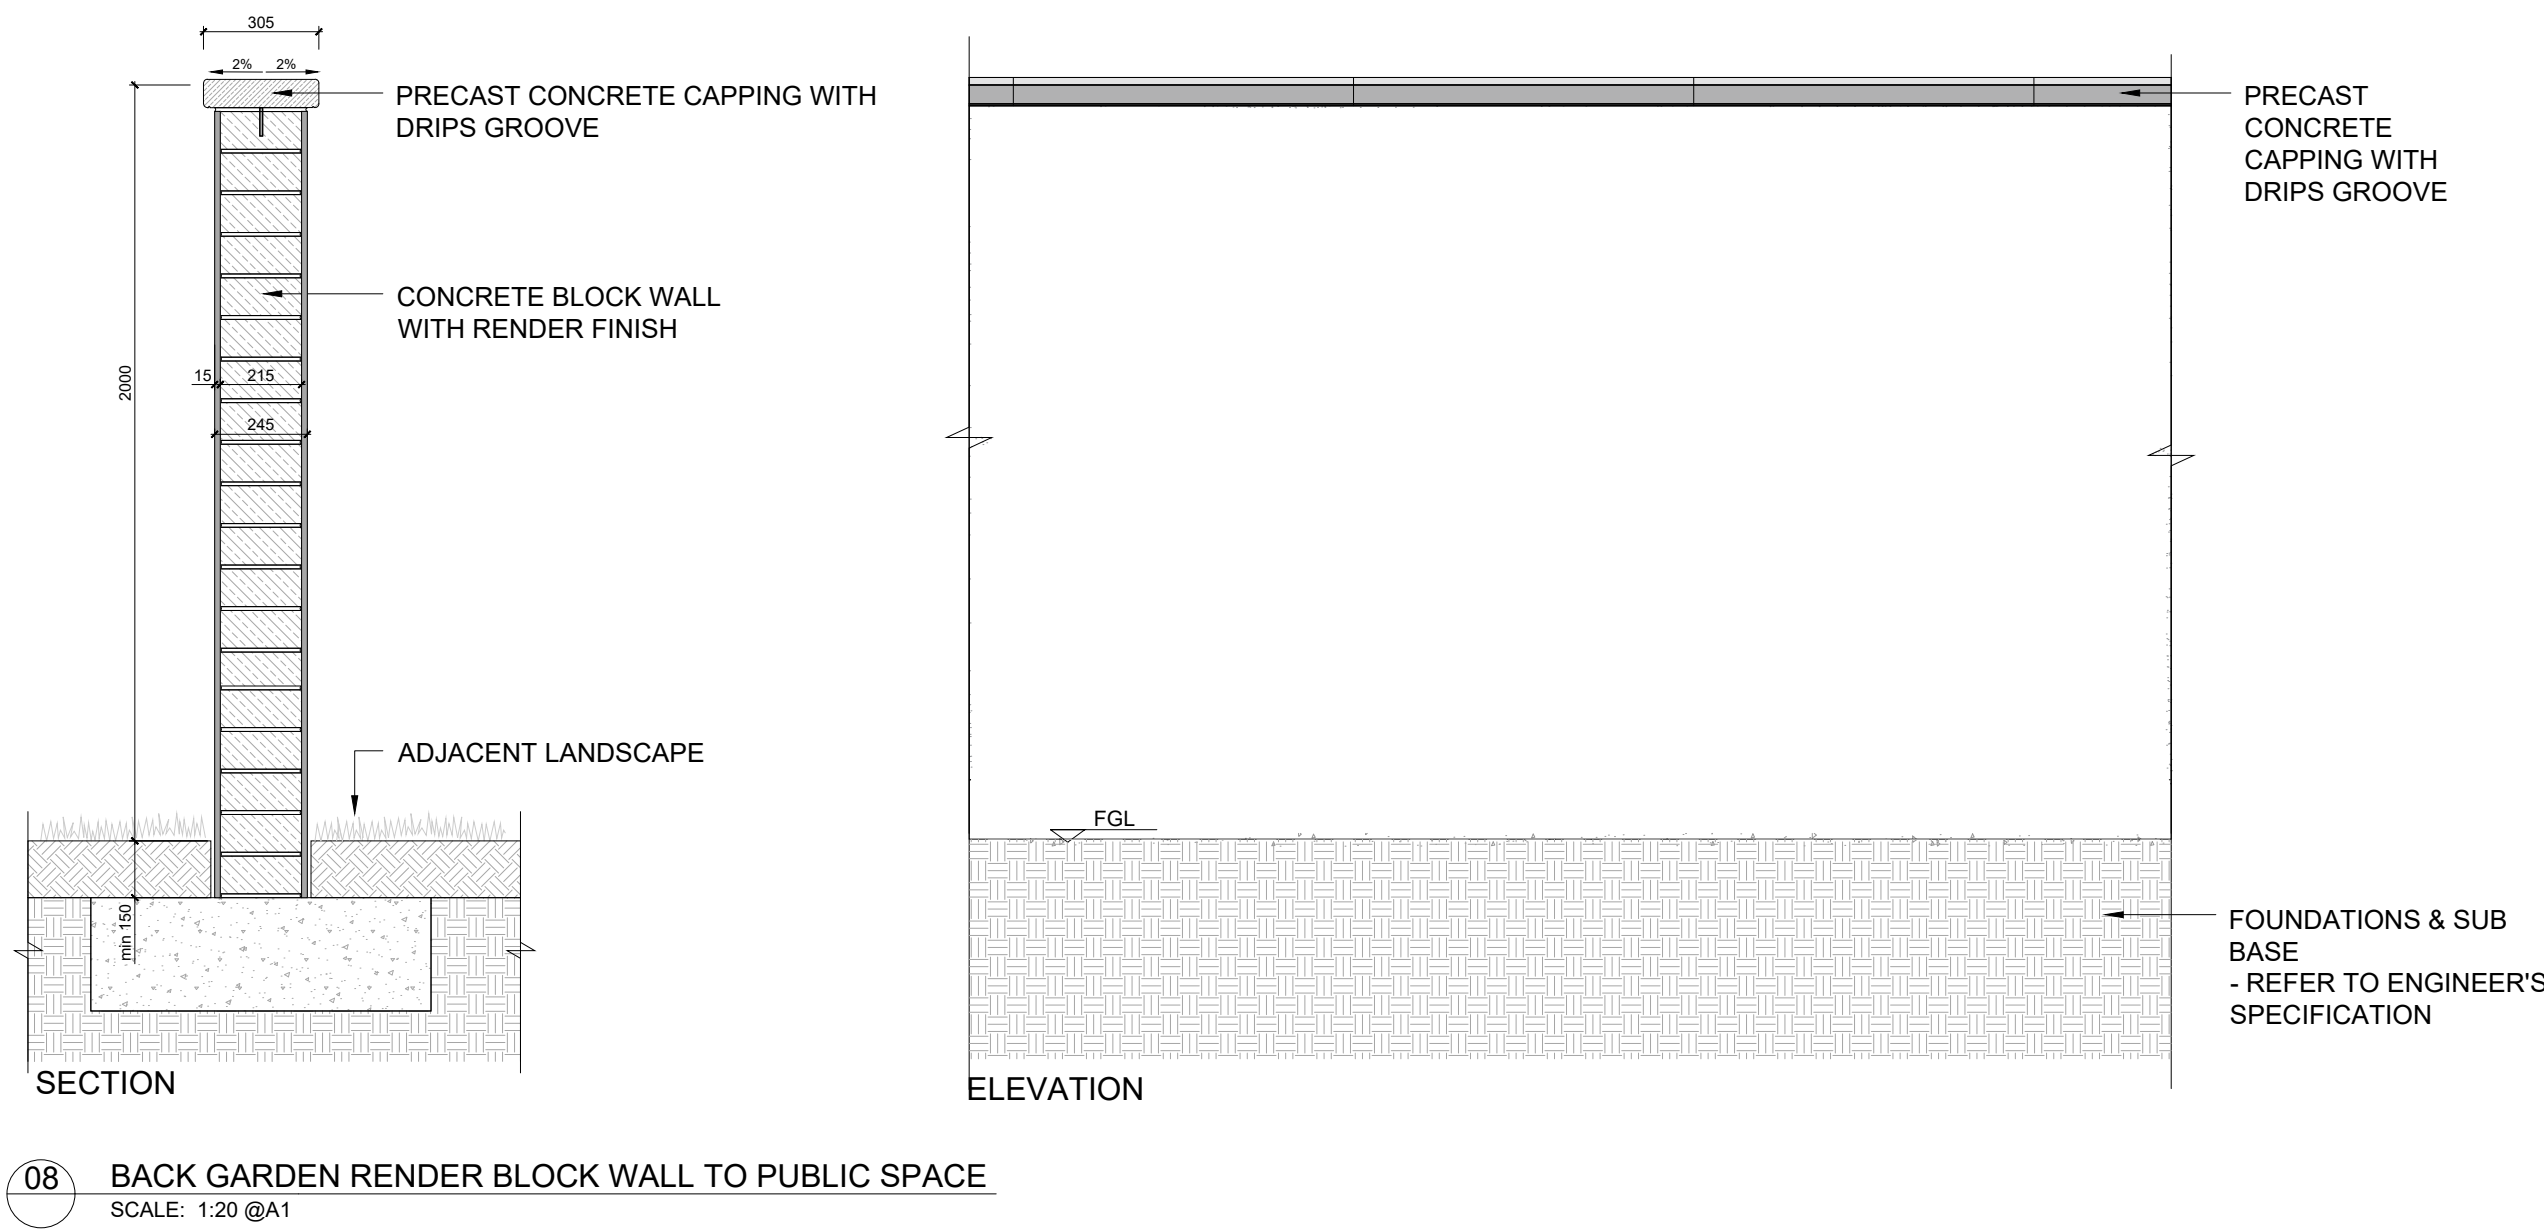 305
2% 2%
PRECAST CONCRETE CAPPING WITH
DRIPS GROOVE
CONCRETE BLOCK WALL
WITH RENDER FINISH
2000
15 215
245
ADJACENT LANDSCAPE
min 150
SECTION
PRECAST
CONCRETE
CAPPING WITH
DRIPS GROOVE
FGL
FOUNDATIONS & SUB
BASE
- REFER TO ENGINEER'S
SPECIFICATION
ELEVATION
08 BACK GARDEN RENDER BLOCK WALL TO PUBLIC SPACE
SCALE: 1:20 @A1